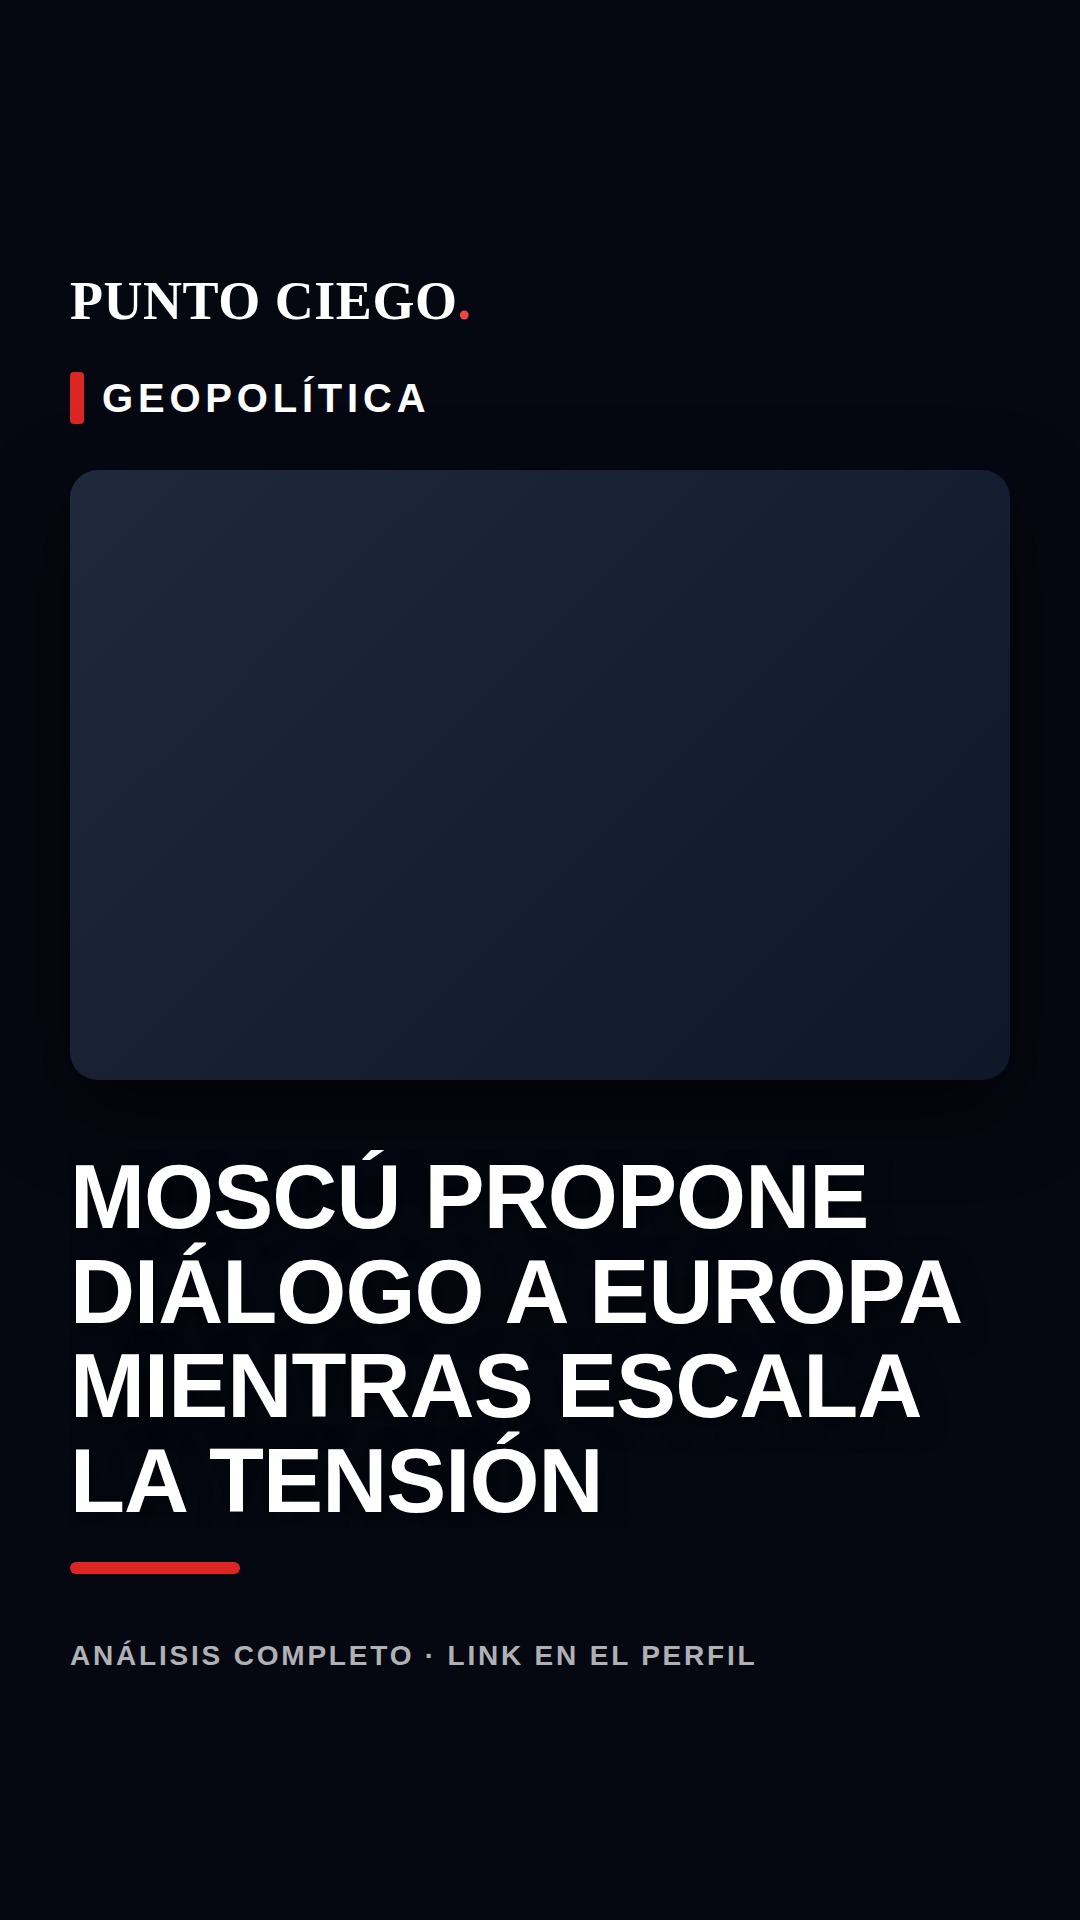 PUNTO CIEGO.
GEOPOLÍTICA
MOSCÚ PROPONE
DIÁLOGO A EUROPA
MIENTRAS ESCALA
LA TENSIÓN
ANÁLISIS COMPLETO · LINK EN EL PERFIL